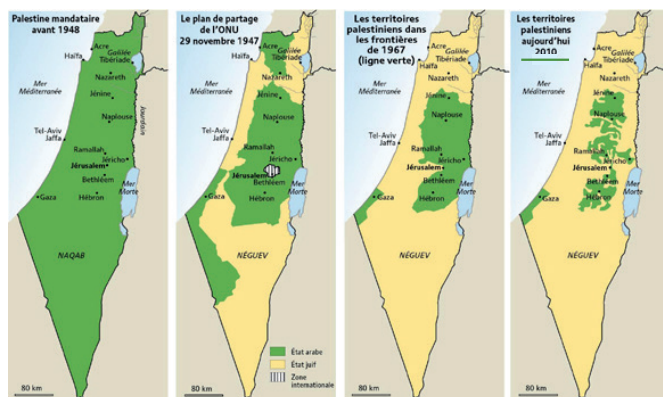 Palestine mandataire
avant 1948
Acre
Galilée
Haïfa
Tibériade
Nazareth
Mer
Méditerranée
Jénine
Naplouse
Jourdain
Tel-Aviv
Jaffa
Ramallah
Jéricho
Jérusalem
Bethléem
Mer
Morte
Gaza
Hébron
NAQAB
80 km
Le plan de partage
de l'ONU
29 novembre 1947
Acre
Galilée
Haïfa
Tibériade
Nazareth
Mer
Méditerranée
Jénine
Naplouse
Tel-Aviv
Jaffa
Ramallah
Jéricho
Jérusalem
Bethléem
Mer
Morte
Gaza
Hébron
NÉGUEV
État arabe
État juif
Zone
internationale
80 km
Les territoires
palestiniens dans
les frontières
de 1967
(ligne verte)
Acre
Galilée
Haïfa
Tibériade
Nazareth
Mer
Méditerranée
Jénine
Naplouse
Tel-Aviv
Jaffa
Ramallah
Jéricho
Jérusalem
Bethléem
Mer
Morte
Gaza
Hébron
NÉGUEV
80 km
Les territoires
palestiniens
aujourd'hui
2010
Acre
Galilée
Haïfa
Tibériade
Nazareth
Mer
Méditerranée
Jénine
Naplouse
Tel-Aviv
Jaffa
Ramallah
Jéricho
Jérusalem
Bethléem
Mer
Morte
Gaza
Hébron
NÉGUEV
80 km